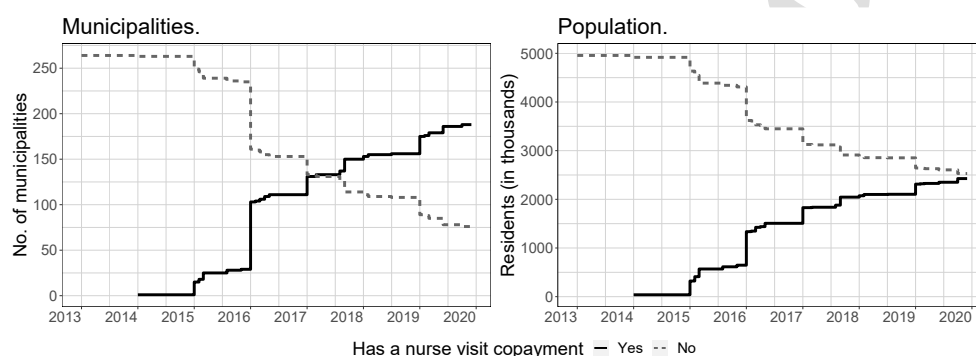 Municipalities.
No. of municipalities
250
200
150
100
50
0
2013 2014 2015 2016 2017 2018 2019 2020
Population.
Residents (in thousands)
5000
4000
3000
2000
1000
0
2013 2014 2015 2016 2017 2018 2019 2020
Has a nurse visit copayment Yes No